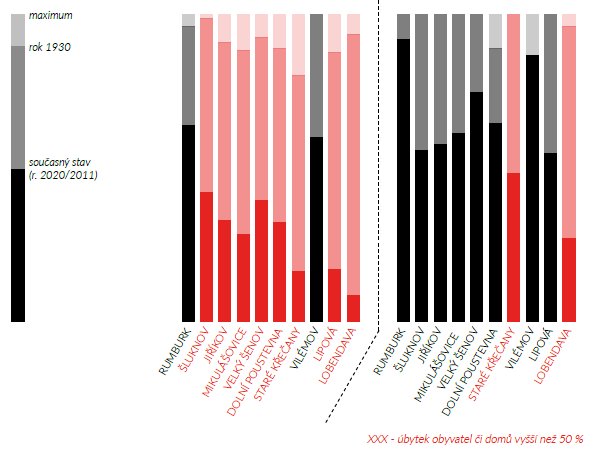 maximum
rok 1930
současný stav
(r. 2020/2011)
RUMBURK
ŠLUKNOV
JIŘÍKOV
MIKULÁŠOVICE
VELKÝ ŠENOV
DOLNÍ POUSTEVNA
STARÉ KŘEČANY
VILÉMOV
LIPOVÁ
LOBENDAVA
RUMBURK
ŠLUKNOV
JIŘÍKOV
MIKULÁŠOVICE
VELKÝ ŠENOV
DOLNÍ POUSTEVNA
STARÉ KŘEČANY
VILÉMOV
LIPOVÁ
LOBENDAVA
XXX - úbytek obyvatel či domů vyšší než 50 %